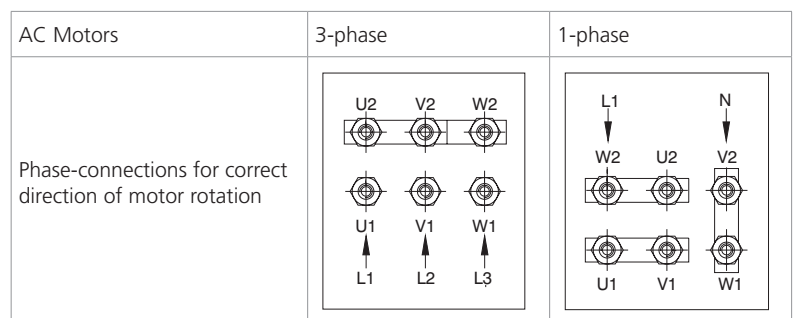 AC Motors 3-phase 1-phase
Phase-connections for correct
direction of motor rotation
U2 V2 W2
U1 V1 W1
L1 L2 L3
L1 N
W2 U2 V2
U1 V1 W1